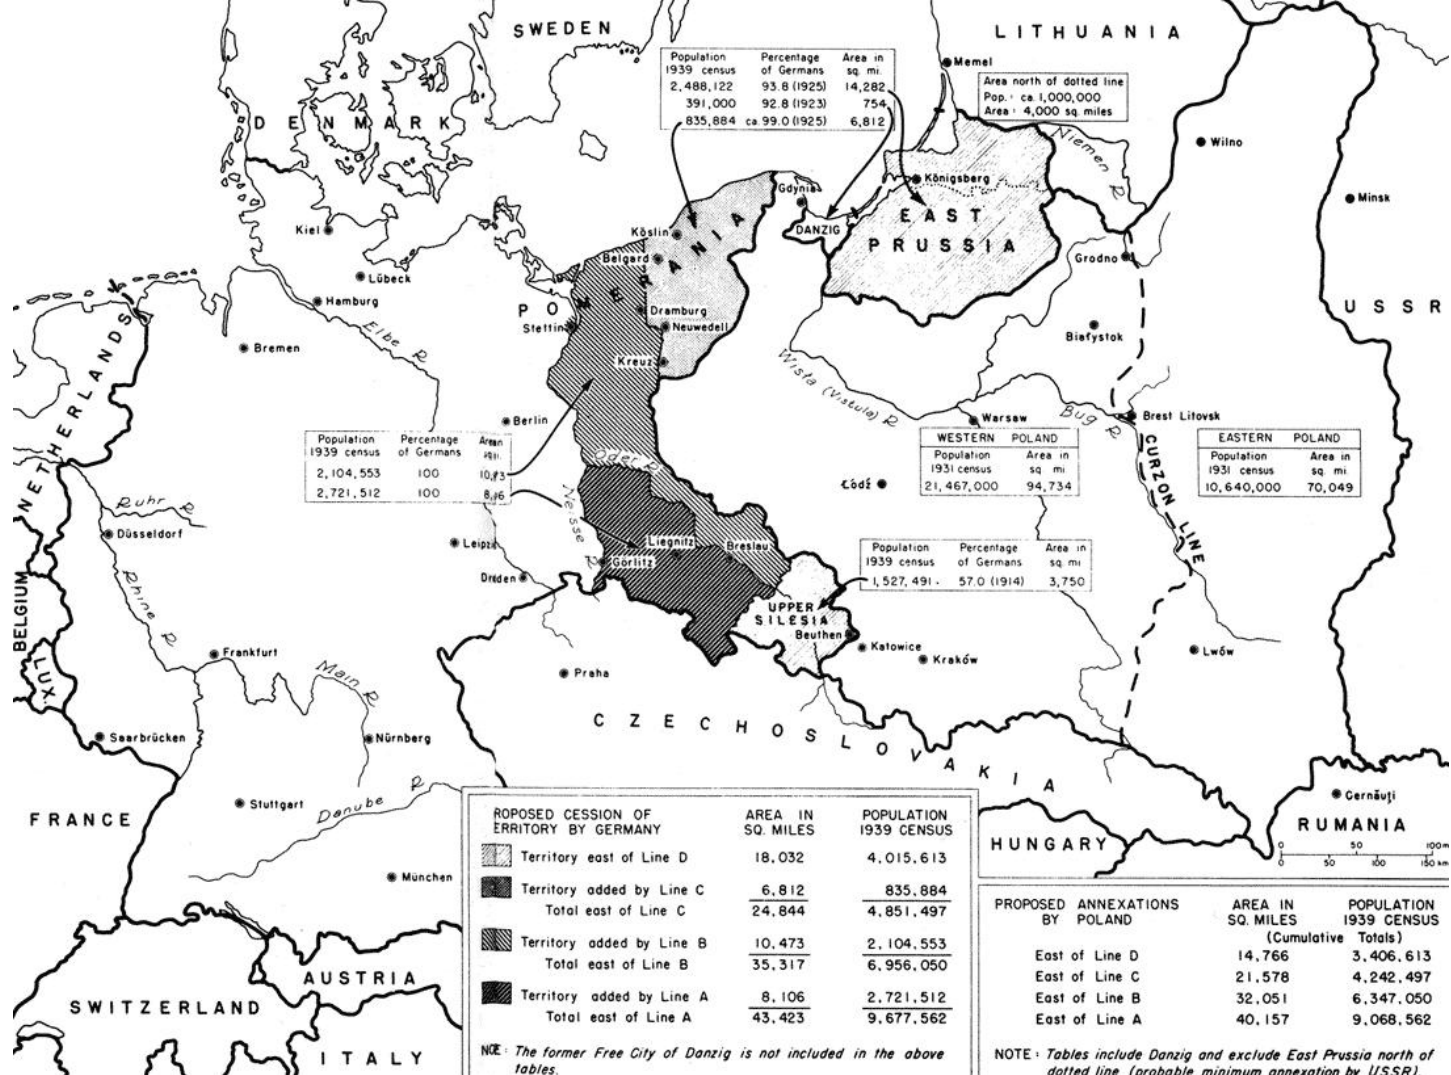 SWEDEN
LITHUANIA
DENMARK
Population Percentage Area in
1939 census of Germans sq. mi.
2,488,122 93.8 (1925) 14,282
391,000 92.8 (1923) 754
835,884 ca. 99.0 (1925) 6,812
Memel
Area north of dotted line
Pop.: ca. 1,000,000
Area: 4,000 sq. miles
Niemen R.
Wilno
Minsk
Königsberg
Gdynia
DANZIG
EAST
PRUSSIA
Kiel
Köslin
Belgard
Grodno
Lübeck
Hamburg
POMERANIA
Dramburg
USSR
Elbe R.
Stettin
Neuwedell
Białystok
Bremen
Kreuz
NETHERLANDS
Wisła (Vistula) R.
Berlin
Warsaw
Bug R.
Brest Litovsk
Population Percentage
1939 census of Germans
2,104,553 100
2,721,512 100
WESTERN POLAND
Population Area in
1931 census sq mi
21,467,000 94,734
EASTERN POLAND
Population Area in
1931 census sq. mi
10,640,000 70,049
CURZON LINE
Oder R.
Neisse R.
Łódź
Ruhr R.
Düsseldorf
Leipzig
Liegnitz
Breslau
Görlitz
Population Percentage Area in
1939 census of Germans sq. mi
1,527,491. 57.0 (1914) 3,750
UPPER
SILESIA
Beuthen
Katowice
Kraków
Lwów
BELGIUM
Rhine R.
LUX.
Frankfurt
Main R.
Praha
CZECHOSLOVAKIA
Saarbrücken
Nürnberg
Stuttgart
Danube R.
FRANCE
München
Cernăuţi
RUMANIA
HUNGARY
0 50 100m
0 50 100 150 km
AUSTRIA
SWITZERLAND
ITALY
ROPOSED CESSION OF AREA IN POPULATION
ERRITORY BY GERMANY SQ. MILES 1939 CENSUS
Territory east of Line D 18,032 4,015,613
Territory added by Line C 6,812 835,884
Total east of Line C 24,844 4,851,497
Territory added by Line B 10,473 2,104,553
Total east of Line B 35,317 6,956,050
Territory added by Line A 8,106 2,721,512
Total east of Line A 43,423 9,677,562
The former Free City of Danzig is not included in the above
tables.
PROPOSED ANNEXATIONS AREA IN POPULATION
BY POLAND SQ. MILES 1939 CENSUS
(Cumulative Totals)
East of Line D 14,766 3,406,613
East of Line C 21,578 4,242,497
East of Line B 32,051 6,347,050
East of Line A 40,157 9,068,562
NOTE: Tables include Danzig and exclude East Prussia north of
dotted line (probable minimum annexation by USSR)